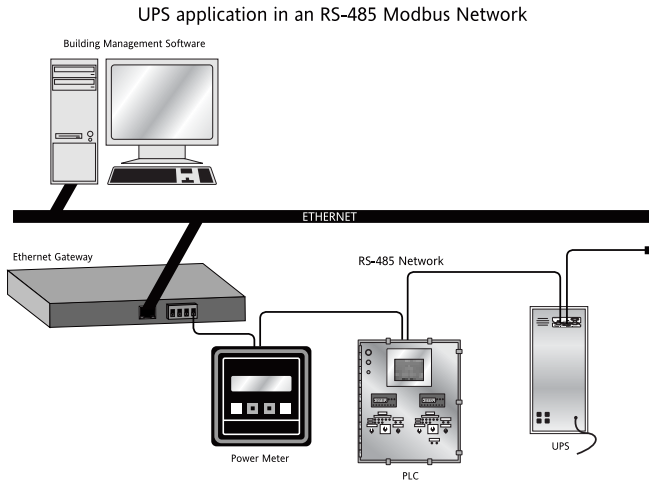 UPS application in an RS-485 Modbus Network
Building Management Software
ETHERNET
Ethernet Gateway
RS-485 Network
Power Meter
PLC
UPS